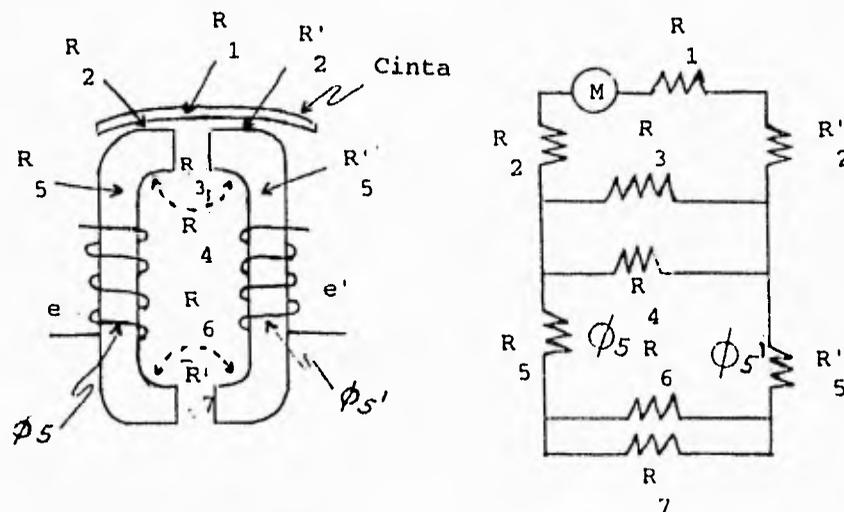 R 1
R 2
R' 2
Cinta
R 5
R' 5
R 3
R 4
R 6
R' 7
e
e'
ϕ5
ϕ5'
M
R 1
R 2
R' 2
R 3
R 4
R 5
ϕ5
ϕ5'
R' 5
R 6
R 7